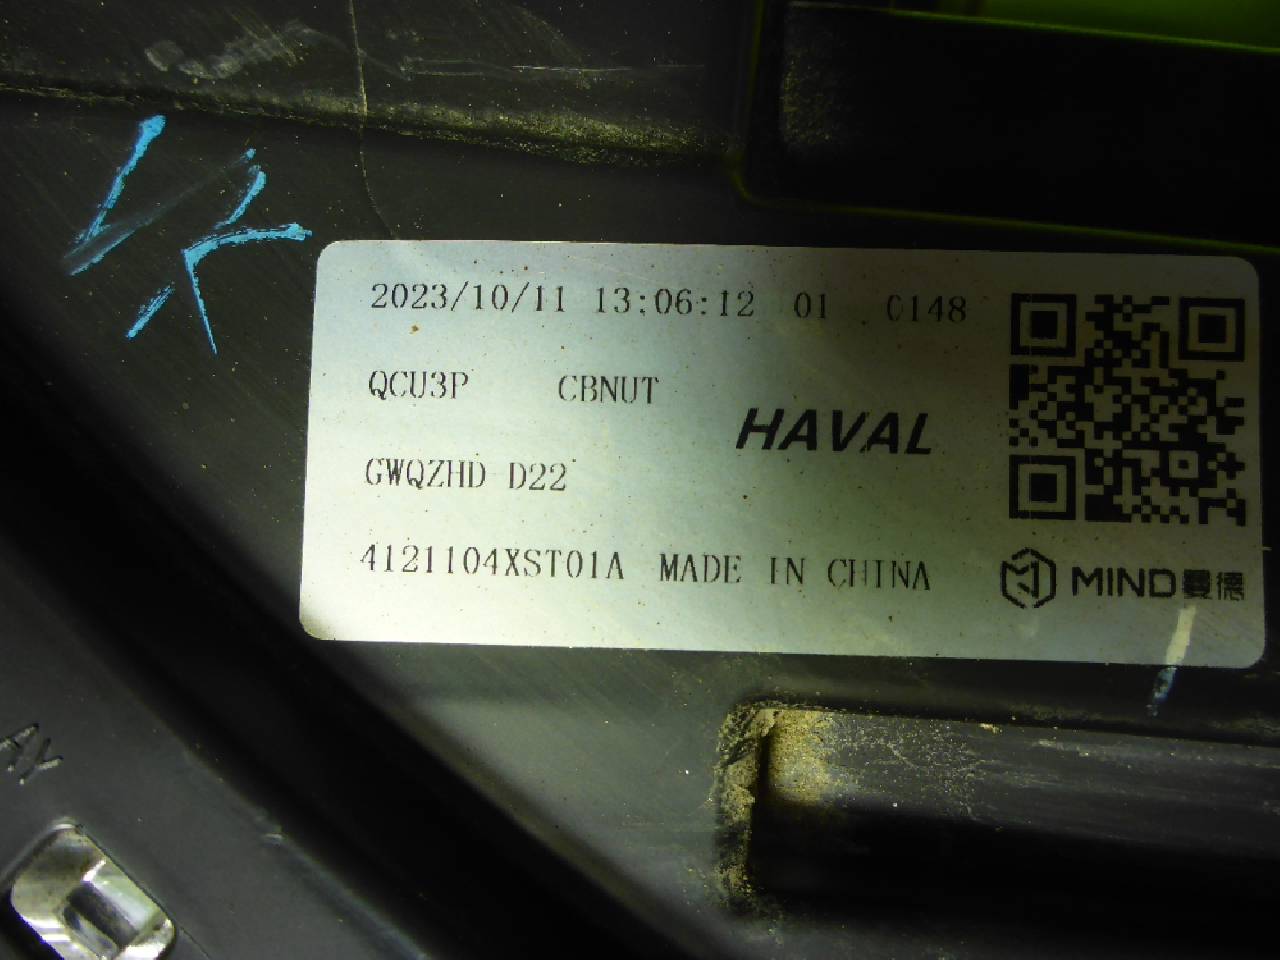 2023/10/11 13:06:12 01 0148
QCU3P CBNUT
HAVAL
GWQZHD D22
4121104XST01A MADE IN CHINA
MIND曼德